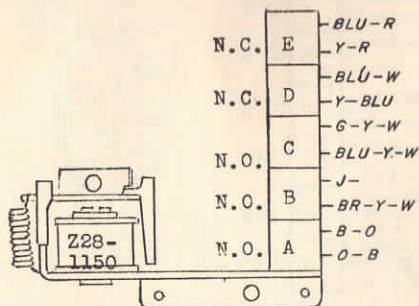 BLU-R
N.C. E
Y-R
BLU-W
N.C. D
Y-BLU
G-Y-W
C
N.O. BLU-Y-W
J-
B
N.O. BR-Y-W
B-O
N.O. A
O-B
Z28-
1150